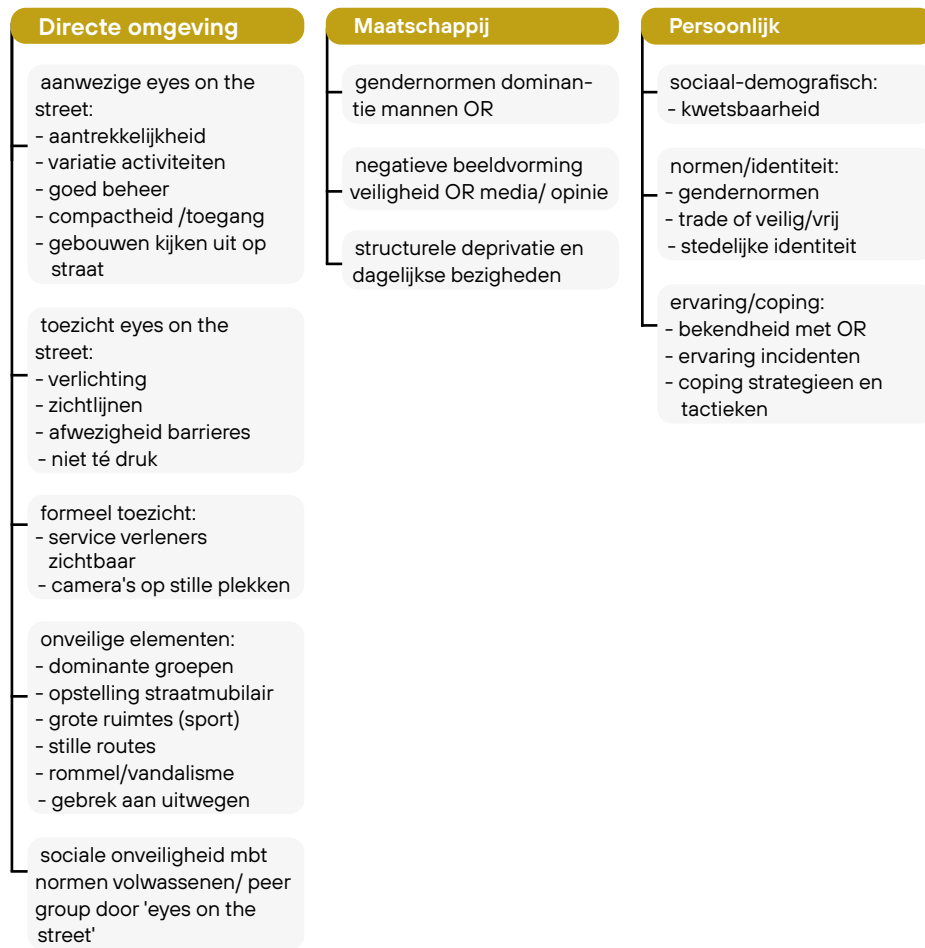 Directe omgeving
aanwezige eyes on the
street:
- aantrekkelijkheid
- variatie activiteiten
- goed beheer
- compactheid /toegang
- gebouwen kijken uit op
straat
toezicht eyes on the
street:
- verlichting
- zichtlijnen
- afwezigheid barrieres
- niet té druk
formeel toezicht:
- service verleners
zichtbaar
- camera's op stille plekken
onveilige elementen:
- dominante groepen
- opstelling straatmubilair
- grote ruimtes (sport)
- stille routes
- rommel/vandalisme
- gebrek aan uitwegen
sociale onveiligheid mbt
normen volwassenen/ peer
group door 'eyes on the
street'
Maatschappij
gendernormen dominan-
tie mannen OR
negatieve beeldvorming
veiligheid OR media/ opinie
structurele deprivatie en
dagelijkse bezigheden
Persoonlijk
sociaal-demografisch:
- kwetsbaarheid
normen/identiteit:
- gendernormen
- trade of veilig/vrij
- stedelijke identiteit
ervaring/coping:
- bekendheid met OR
- ervaring incidenten
- coping strategieen en
tactieken